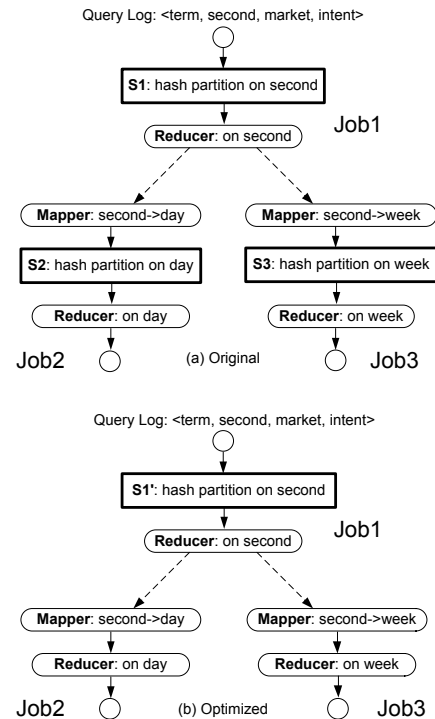 Query Log: <term, second, market, intent>
S1: hash partition on second
Job1
Reducer: on second
Mapper: second->day
Mapper: second->week
S2: hash partition on day
S3: hash partition on week
Reducer: on day
Reducer: on week
Job2
(a) Original
Job3
Query Log: <term, second, market, intent>
S1': hash partition on second
Job1
Reducer: on second
Mapper: second->day
Mapper: second->week
Reducer: on day
Reducer: on week
Job2
(b) Optimized
Job3